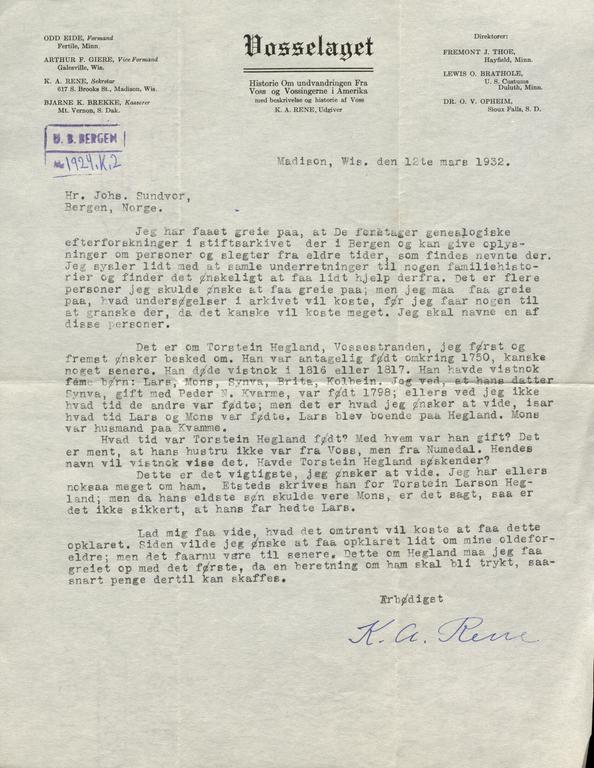 ODD EIDE, Formand
Fertile, Minn.
ARTHUR F. GIERE, Vice Formand
Galesville, Wis.
K. A. RENE, Sekretær
617 S. Brooks St., Madison, Wis.
BJARNE K. BREKKE, Kasserer
Mt. Vernon, S. Dak.
Vosselaget
Historie Om undvandringen Fra
Voss og Vossingerne i Amerika
med beskrivelse og historie af Voss
K. A. RENE, Udgiver
Direktorer:
FREMONT J. THOE,
Hayfield, Minn.
LEWIS O. BRATHOLE,
U. S. Customs
Duluth, Minn.
DR. O. V. OPHEIM,
Sioux Falls, S. D.
U. B. BERGEN
No 1924.K.2
Madison, Wis. den 12te mars 1932.
Hr. Johs. Sundvor,
Bergen, Norge.
Jeg har faaet greie paa, at De foretager genealogiske
efterforskninger i stiftsarkivet der i Bergen og kan give oplys-
ninger om personer og slegter fra eldre tider, som findes nevnte der.
Jeg sysler lidt med at samle underretninger til nogen familiehisto-
rier og finder det ønskeligt at faa lidt hjelp derfra. Det er flere
personer jeg skulde ønske at faa greie paa; men jeg maa faa greie
paa, hvad undersøgelser i arkivet vil koste, før jeg faar nogen til
at granske der, da det kanske vil koste meget. Jeg skal navne en af
disse personer.
Det er om Torstein Hegland, Vossestranden, jeg først og
fremst ønsker besked om. Han var antagelig født omkring 1750, kanske
noget senere. Han døde vistnok i 1816 eller 1817. Han havde vistnok
fame børn: Lars, Mons, Synva, Brita, Kolbein. Jeg ved, at hans datter
Synva, gift med Peder N. Kvarme, var født 1798; ellers ved jeg ikke
hvad tid de andre var fødte; men det er hvad jeg ønsker at vide, isar
hvad tid Lars og Mons var fødte. Lars blev boende paa Hegland. Mons
var husmand paa Kvamme.
Hvad tid var Torstein Hegland født? Med hvem var han gift? Det
er ment, at hans hustru ikke var fra Voss, men fra Numedal. Hendes
navn vil vistnok vise det. Havde Torstein Hegland søskender?
Dette er det vigtigste, jeg ønsker at vide. Jeg har ellers
noksaa meget om ham. Etsteds skrives han for Torstein Larson Heg-
land; men da hans eldste søn skulde være Mons, er det sagt, saa er
det ikke sikkert, at hans far hedte Lars.
Lad mig faa vide, hvad det omtrent vil koste at faa dette
opklaret. Siden vilde jeg ønske at faa opklaret lidt om mine oldefor-
eldre; men det faarnu være til senere. Dette om Hegland maa jeg faa
greiet op med det første, da en beretning om ham skal bli trykt, saa-
snart penge dertil kan skaffes.
Ærbødigst
K. A. Rene